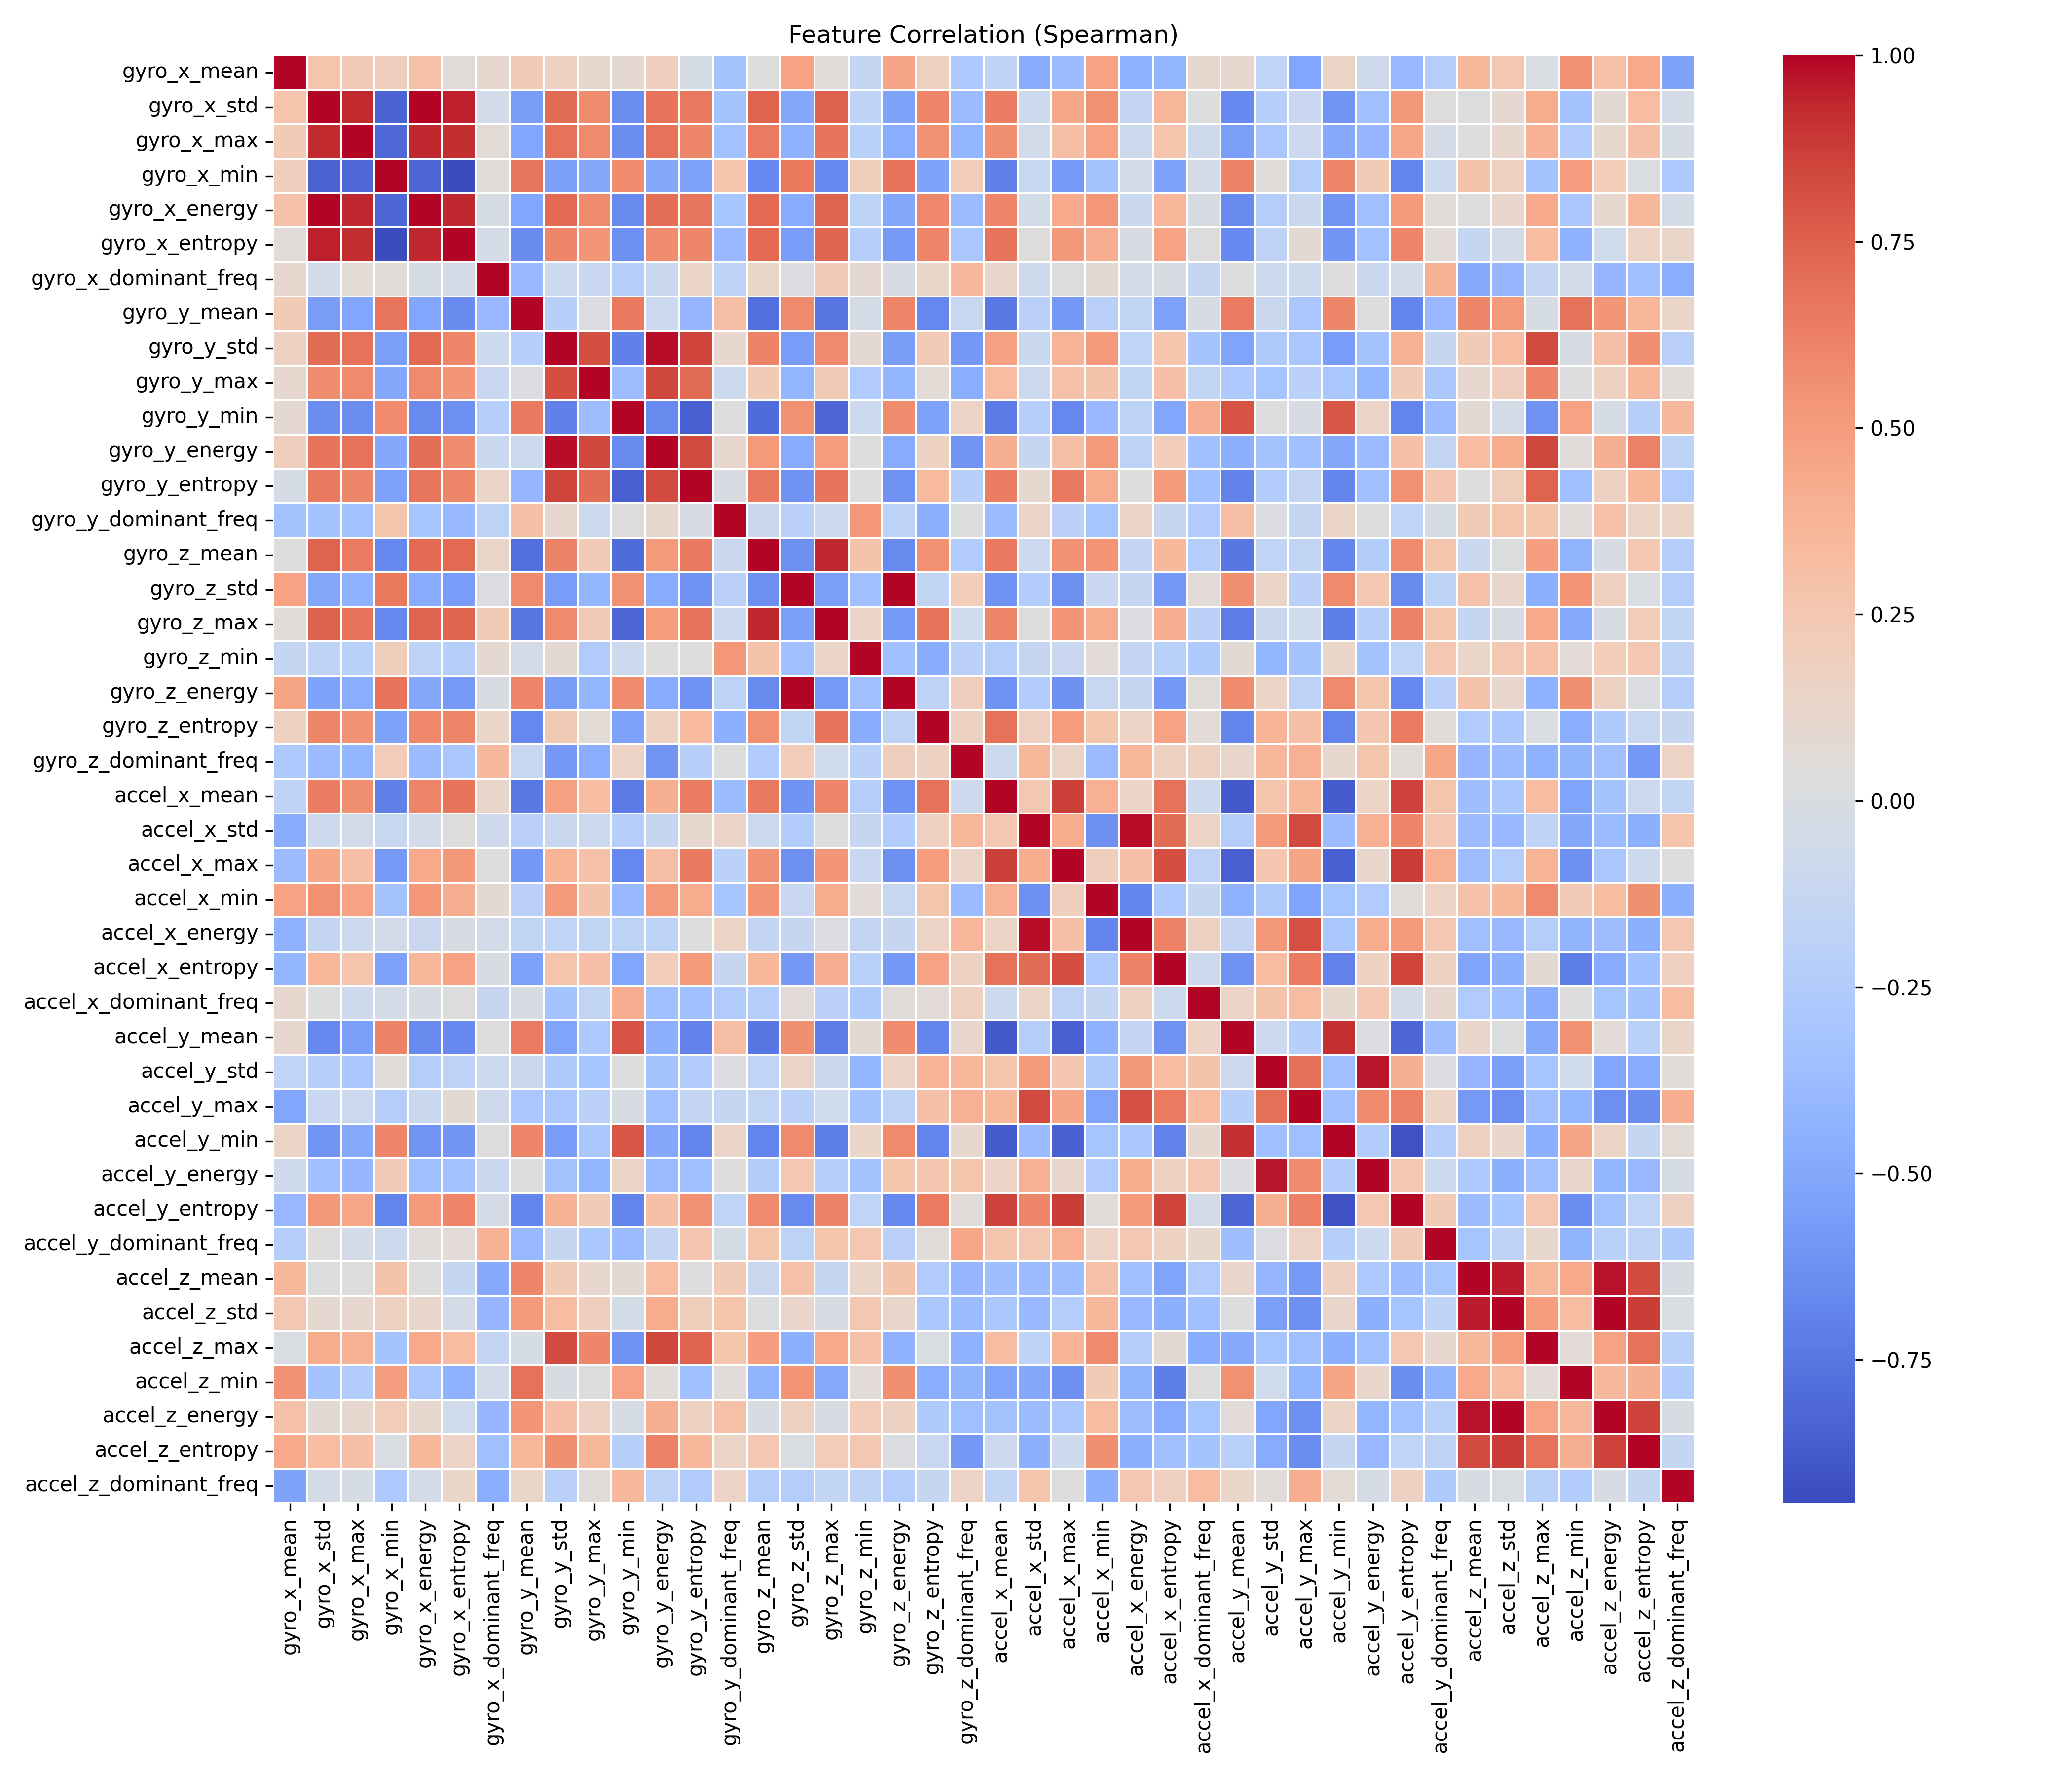 Feature Correlation (Spearman)
gyro_x_mean
gyro_x_std
gyro_x_max
gyro_x_min
gyro_x_energy
gyro_x_entropy
gyro_x_dominant_freq
gyro_y_mean
gyro_y_std
gyro_y_max
gyro_y_min
gyro_y_energy
gyro_y_entropy
gyro_y_dominant_freq
gyro_z_mean
gyro_z_std
gyro_z_max
gyro_z_min
gyro_z_energy
gyro_z_entropy
gyro_z_dominant_freq
accel_x_mean
accel_x_std
accel_x_max
accel_x_min
accel_x_energy
accel_x_entropy
accel_x_dominant_freq
accel_y_mean
accel_y_std
accel_y_max
accel_y_min
accel_y_energy
accel_y_entropy
accel_y_dominant_freq
accel_z_mean
accel_z_std
accel_z_max
accel_z_min
accel_z_energy
accel_z_entropy
accel_z_dominant_freq
gyro_x_mean
gyro_x_std
gyro_x_max
gyro_x_min
gyro_x_energy
gyro_x_entropy
gyro_x_dominant_freq
gyro_y_mean
gyro_y_std
gyro_y_max
gyro_y_min
gyro_y_energy
gyro_y_entropy
gyro_y_dominant_freq
gyro_z_mean
gyro_z_std
gyro_z_max
gyro_z_min
gyro_z_energy
gyro_z_entropy
gyro_z_dominant_freq
accel_x_mean
accel_x_std
accel_x_max
accel_x_min
accel_x_energy
accel_x_entropy
accel_x_dominant_freq
accel_y_mean
accel_y_std
accel_y_max
accel_y_min
accel_y_energy
accel_y_entropy
accel_y_dominant_freq
accel_z_mean
accel_z_std
accel_z_max
accel_z_min
accel_z_energy
accel_z_entropy
accel_z_dominant_freq
1.00
0.75
0.50
0.25
0.00
−0.25
−0.50
−0.75